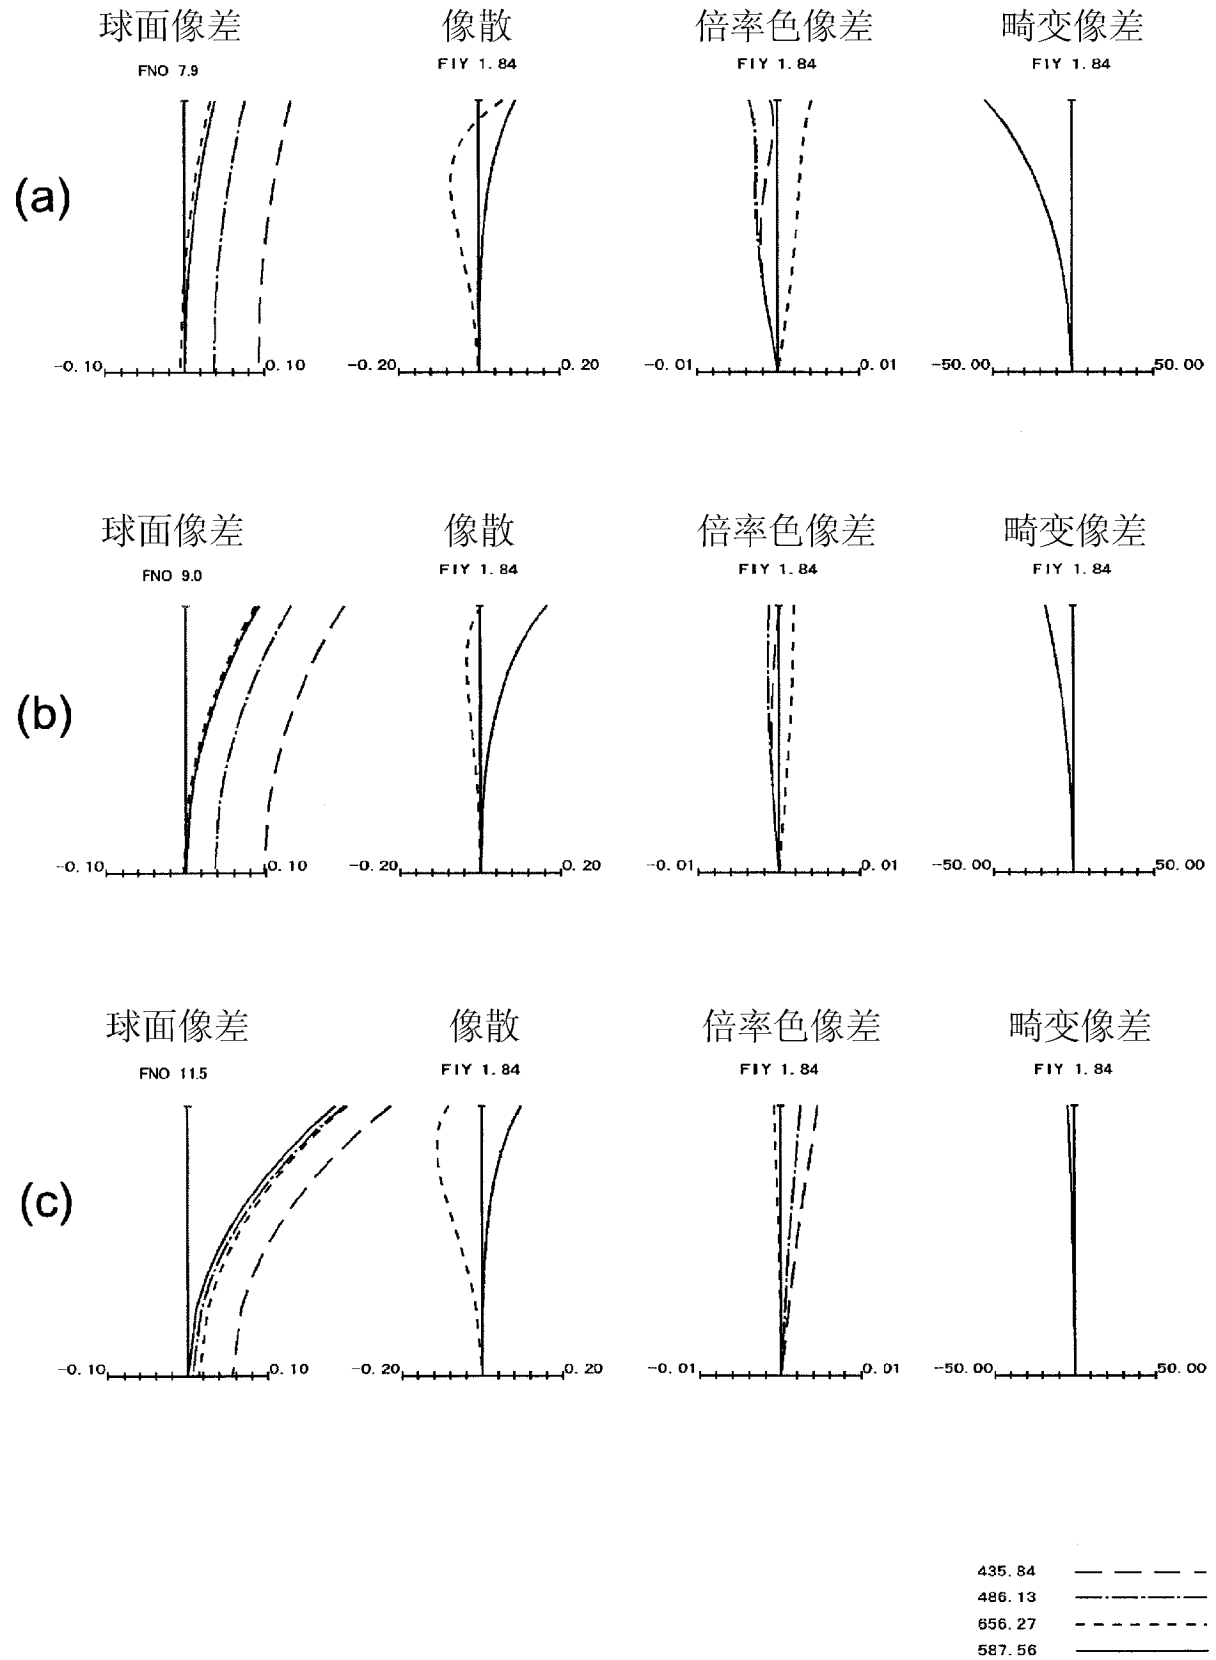 球面像差 像散 倍率色像差 畸变像差
FNO 7.9 FIY 1.84 FIY 1.84 FIY 1.84
(a)
-0.10 0.10 -0.20 0.20 -0.01 0.01 -50.00 50.00
球面像差 像散 倍率色像差 畸变像差
FNO 9.0 FIY 1.84 FIY 1.84 FIY 1.84
(b)
-0.10 0.10 -0.20 0.20 -0.01 0.01 -50.00 50.00
球面像差 像散 倍率色像差 畸变像差
FNO 11.5 FIY 1.84 FIY 1.84 FIY 1.84
(c)
-0.10 0.10 -0.20 0.20 -0.01 0.01 -50.00 50.00
435.84
486.13
656.27
587.56